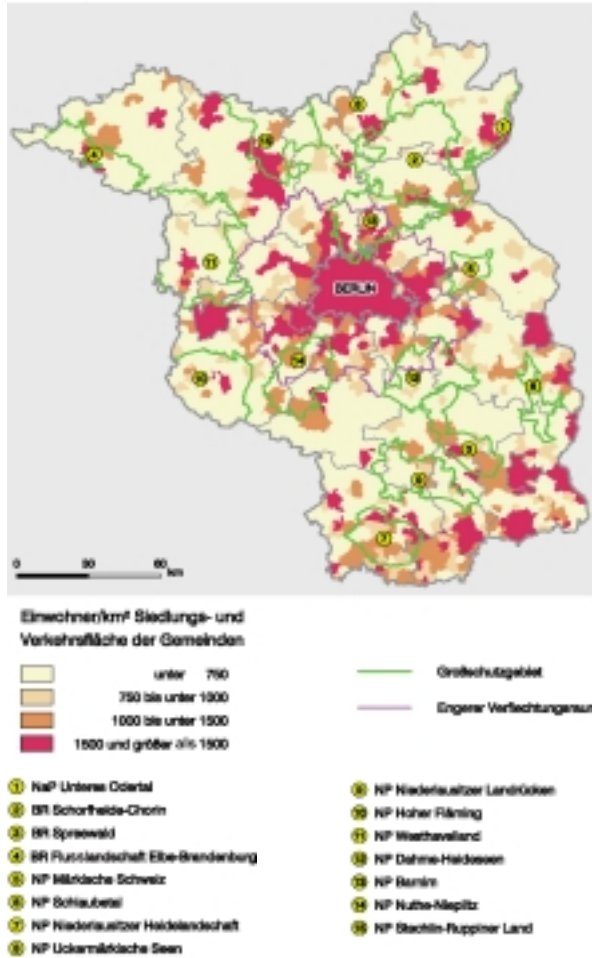 BERLIN
0 30 60
km
Einwohner/km² Siedlungs- und
Verkehrsfläche der Gemeinden
unter 750
750 bis unter 1000
1000 bis unter 1500
1500 und größer als 1500
Großschutzgebiet
Engerer Verflechtungsraum
1 NaP Unteres Odertal
2 BR Schorfheide-Chorin
3 BR Spreewald
4 BR Flusslandschaft Elbe-Brandenburg
5 NP Märkische Schweiz
6 NP Schlaubetal
7 NP Niederlausitzer Heidelandschaft
8 NP Uckermärkische Seen
9 NP Niederlausitzer Landrücken
10 NP Hoher Fläming
11 NP Westhavelland
12 NP Dahme-Heideseen
13 NP Barnim
14 NP Nuthe-Nieplitz
15 NP Stechlin-Ruppiner Land